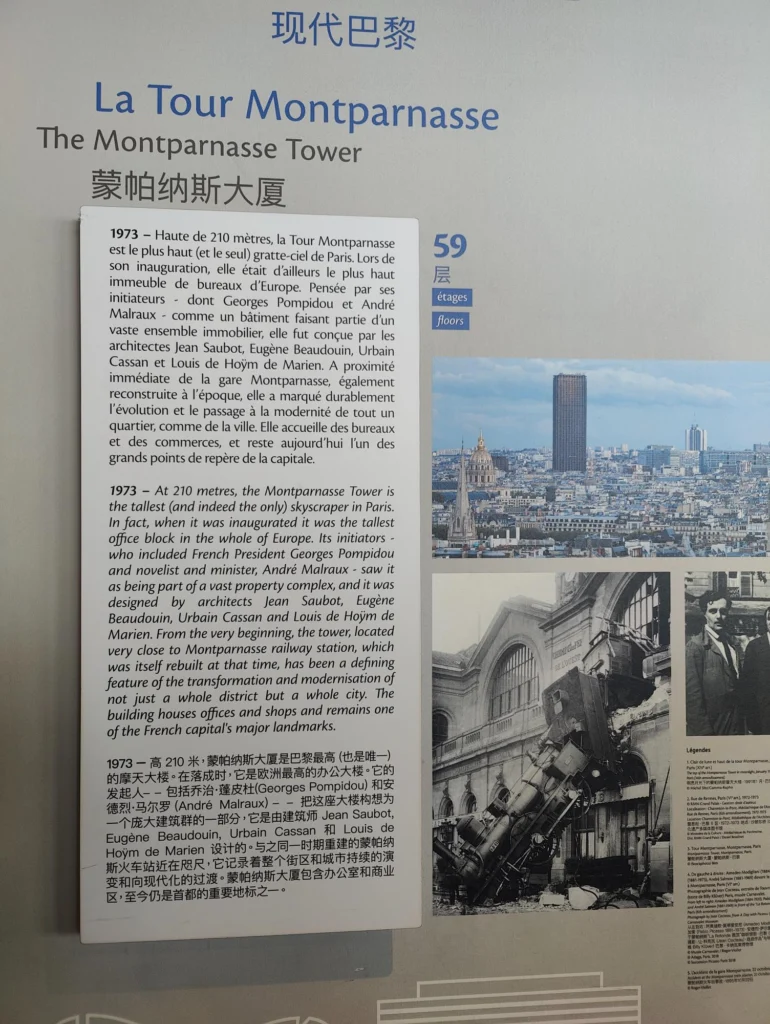 现代巴黎
La Tour Montparnasse
The Montparnasse Tower
蒙帕纳斯大厦
1973 – Haute de 210 mètres, la Tour Montparnasse
est le plus haut (et le seul) gratte-ciel de Paris. Lors de
son inauguration, elle était d'ailleurs le plus haut
immeuble de bureaux d'Europe. Pensée par ses
initiateurs - dont Georges Pompidou et André
Malraux - comme un bâtiment faisant partie d'un
vaste ensemble immobilier, elle fut conçue par les
architectes Jean Saubot, Eugène Beaudouin, Urbain
Cassan et Louis de Hoÿm de Marien. A proximité
immédiate de la gare Montparnasse, également
reconstruite à l'époque, elle a marqué durablement
l'évolution et le passage à la modernité de tout un
quartier, comme de la ville. Elle accueille des bureaux
et des commerces, et reste aujourd'hui l'un des
grands points de repère de la capitale.
1973 – At 210 metres, the Montparnasse Tower is
the tallest (and indeed the only) skyscraper in Paris.
In fact, when it was inaugurated it was the tallest
office block in the whole of Europe. Its initiators -
who included French President Georges Pompidou
and novelist and minister, André Malraux - saw it
as being part of a vast property complex, and it was
designed by architects Jean Saubot, Eugène
Beaudouin, Urbain Cassan and Louis de Hoÿm de
Marien. From the very beginning, the tower, located
very close to Montparnasse railway station, which
was itself rebuilt at that time, has been a defining
feature of the transformation and modernisation of
not just a whole district but a whole city. The
building houses offices and shops and remains one
of the French capital's major landmarks.
1973 — 高 210 米，蒙帕纳斯大厦是巴黎最高 (也是唯一)
的摩天大楼。在落成时，它是欧洲最高的办公大楼。它的
发起人– – 包括乔治·蓬皮杜(Georges Pompidou) 和安
德烈·马尔罗 (André Malraux) – – 把这座大楼构想为
一个庞大建筑群的一部分，它是由建筑师 Jean Saubot,
Eugène Beaudouin, Urbain Cassan 和 Louis de
Hoÿm de Marien 设计的。与之同一时期重建的蒙帕纳
斯火车站近在咫尺，它记录着整个街区和城市持续的演
变和向现代化的过渡。蒙帕纳斯大厦包含办公室和商业
区，至今仍是首都的重要地标之一。
59
层
étages
floors
Légendes